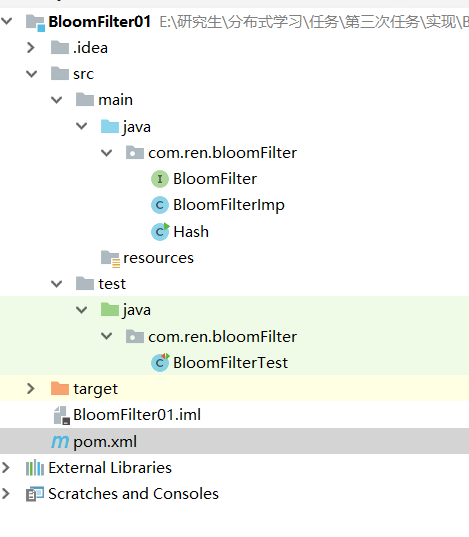 BloomFilter01 E:\研究生\分布式学习\任务\第三次任务\实现\B
.idea
src
main
java
com.ren.bloomFilter
I BloomFilter
C BloomFilterImp
C Hash
resources
test
java
com.ren.bloomFilter
C BloomFilterTest
target
BloomFilter01.iml
m pom.xml
External Libraries
Scratches and Consoles